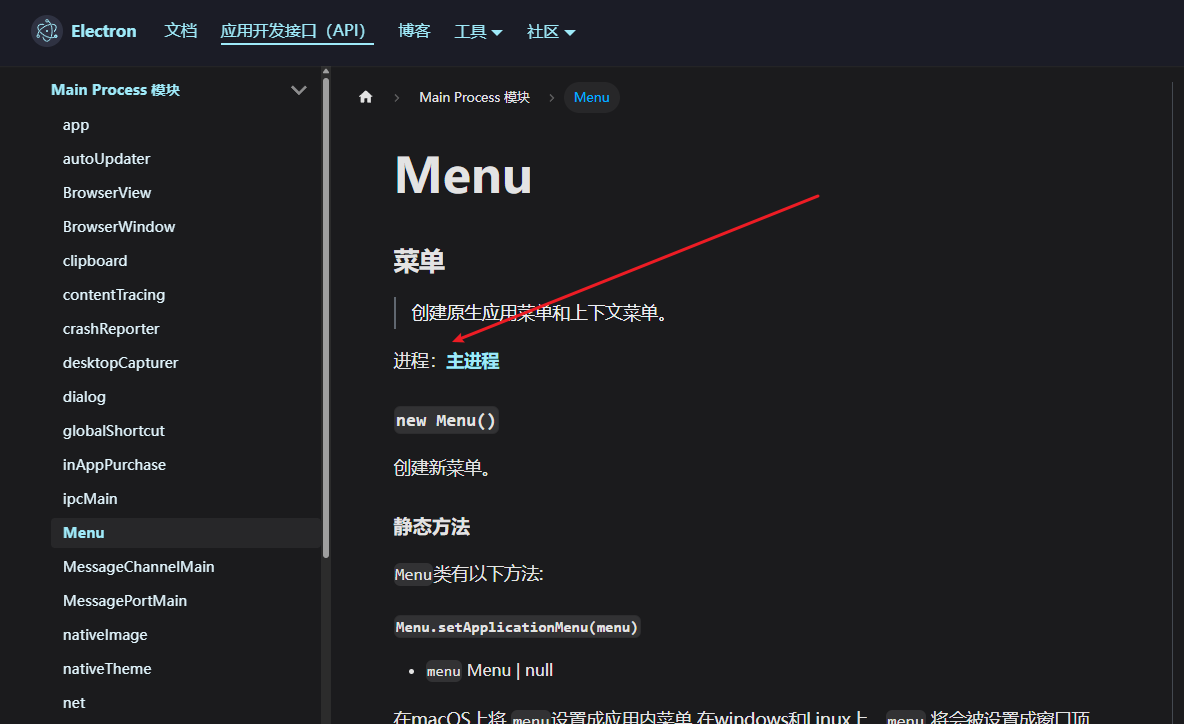 Electron 文档 应用开发接口（API） 博客 工具 社区
Main Process 模块
app
autoUpdater
BrowserView
BrowserWindow
clipboard
contentTracing
crashReporter
desktopCapturer
dialog
globalShortcut
inAppPurchase
ipcMain
Menu
MessageChannelMain
MessagePortMain
nativeImage
nativeTheme
net
Main Process 模块 Menu
Menu
菜单
创建原生应用菜单和上下文菜单。
进程：主进程
new Menu()
创建新菜单。
静态方法
Menu类有以下方法:
Menu.setApplicationMenu(menu)
menu Menu | null
在macOS上将 menu设置成应用内菜单 在windows和Linux上，menu 将会被设置成窗口顶